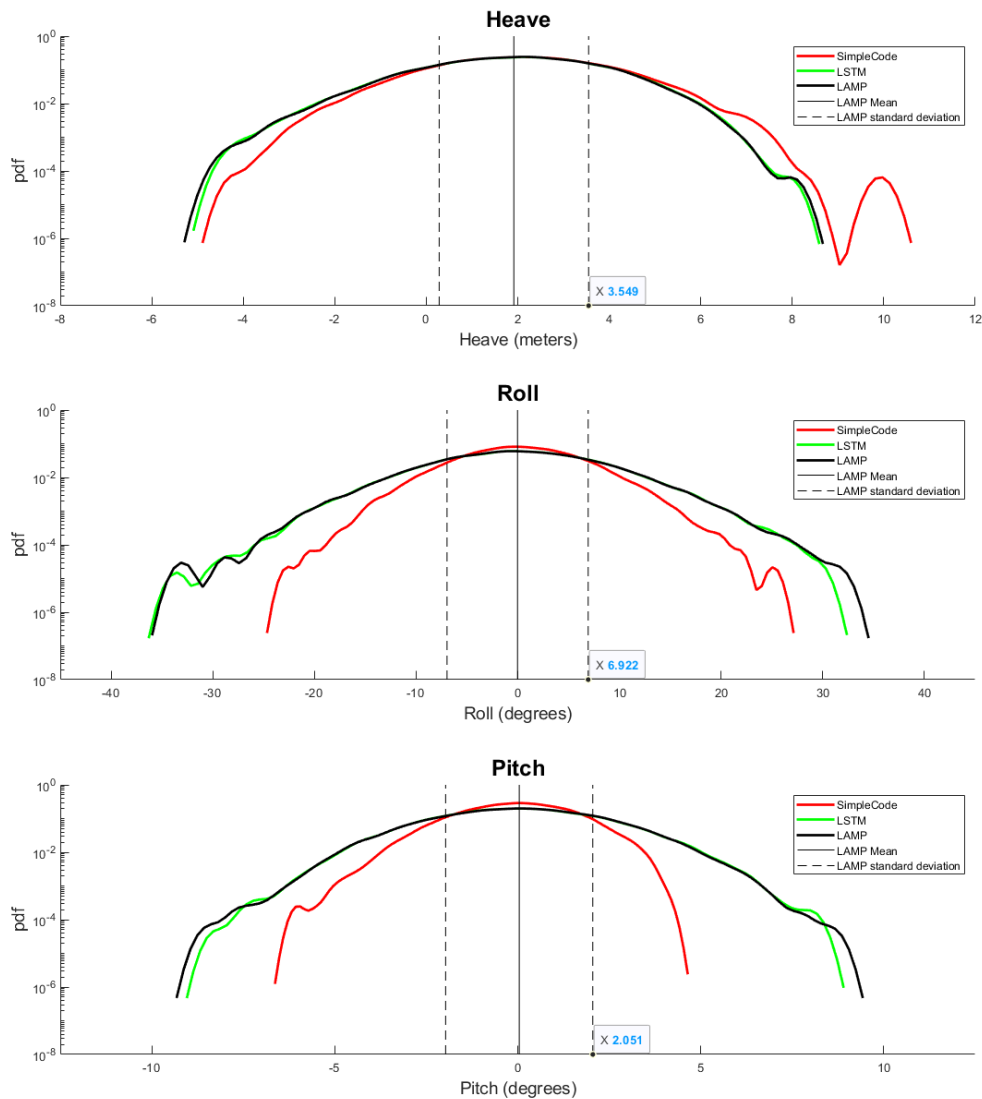 Heave
10^0
10^-2
10^-4
10^-6
10^-8
pdf
SimpleCode
LSTM
LAMP
LAMP Mean
LAMP standard deviation
X 3.549
-8 -6 -4 -2 0 2 4 6 8 10 12
Heave (meters)
Roll
10^0
10^-2
10^-4
10^-6
10^-8
pdf
SimpleCode
LSTM
LAMP
LAMP Mean
LAMP standard deviation
X 6.922
-40 -30 -20 -10 0 10 20 30 40
Roll (degrees)
Pitch
10^0
10^-2
10^-4
10^-6
10^-8
pdf
SimpleCode
LSTM
LAMP
LAMP Mean
LAMP standard deviation
X 2.051
-10 -5 0 5 10
Pitch (degrees)